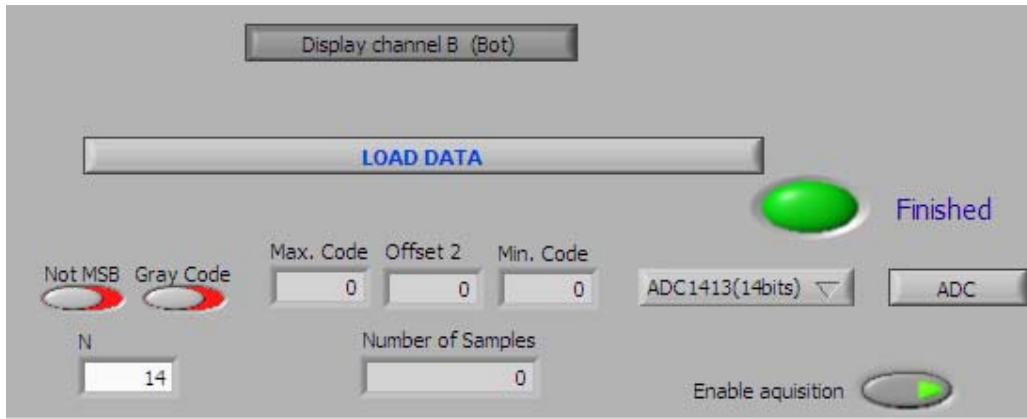 Display channel B (Bot)
LOAD DATA
Finished
Max. Code Offset 2 Min. Code
Not MSB Gray Code
0 0 0 ADC1413(14bits) ADC
N Number of Samples
14 0
Enable aquisition